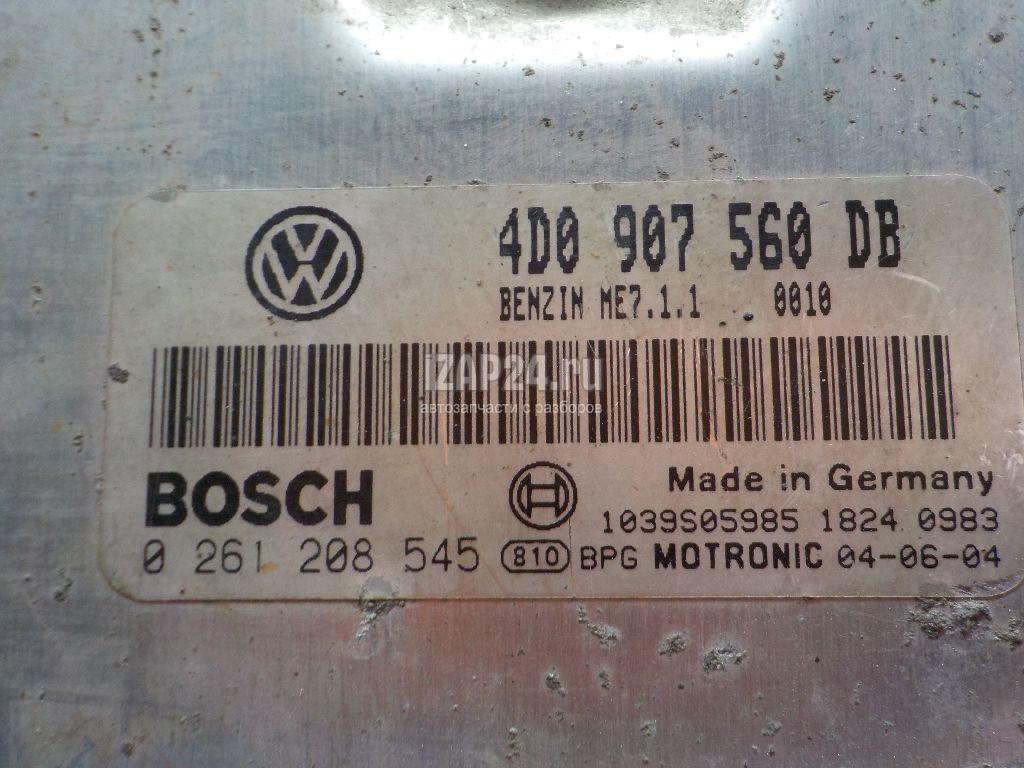 4D0 907 560 DB
BENZIN ME7.1.1 0010
iZAP24.ru
автозапчасти с разборов
BOSCH
Made in Germany
1039S05985 1824 0983
0 261 208 545 810 BPG MOTRONIC 04-06-04